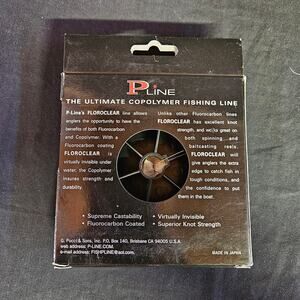 P-LINE
THE ULTIMATE COPOLYMER FISHING LINE
P-Line's FLOROCLEAR line allows
anglers the opportunity to have the
benefits of both Fluorocarbon
and Copolymer. With a
Fluorocarbon coating
FLOROCLEAR is
virtually invisible under
water; the Copolymer
insures strength and
durability.
Unlike other Fluorocarbon lines
FLOROCLEAR has excellent knot
strength, and works great on
both spinning and
baitcasting reels.
FLOROCLEAR will
give anglers the extra
edge to catch fish in
tough conditions, and
the confidence to put
them in the boat.
• Supreme Castability
• Fluorocarbon Coated
• Virtually Invisible
• Superior Knot Strength
G. Pucci & Sons, Inc. P.O. BOX 140, Brisbane CA 94005 U.S.A.
web address: P-LINE.COM
e-mail address: FISHPLINE@aol.com
MADE IN JAPAN